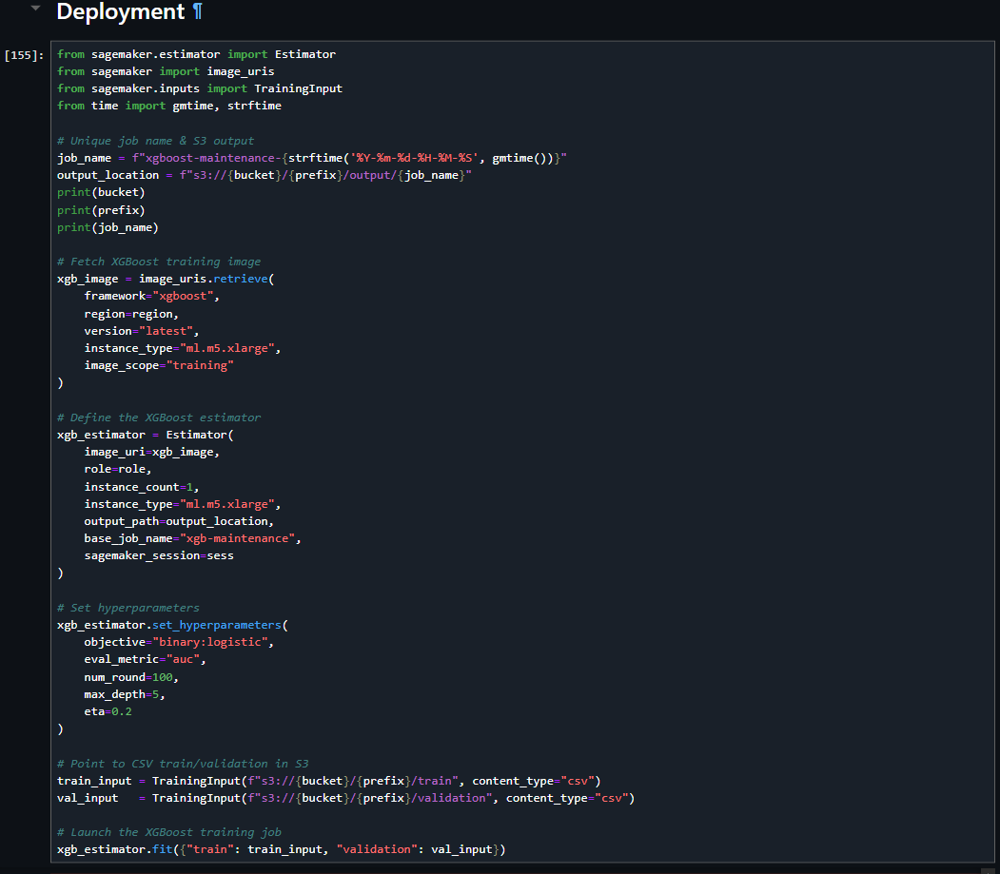 Deployment ¶
[155]:
from sagemaker.estimator import Estimator
from sagemaker import image_uris
from sagemaker.inputs import TrainingInput
from time import gmtime, strftime

# Unique job name & S3 output
job_name = f"xgboost-maintenance-{strftime('%Y-%m-%d-%H-%M-%S', gmtime())}"
output_location = f"s3://{bucket}/{prefix}/output/{job_name}"
print(bucket)
print(prefix)
print(job_name)

# Fetch XGBoost training image
xgb_image = image_uris.retrieve(
    framework="xgboost",
    region=region,
    version="latest",
    instance_type="ml.m5.xlarge",
    image_scope="training"
)

# Define the XGBoost estimator
xgb_estimator = Estimator(
    image_uri=xgb_image,
    role=role,
    instance_count=1,
    instance_type="ml.m5.xlarge",
    output_path=output_location,
    base_job_name="xgb-maintenance",
    sagemaker_session=sess
)

# Set hyperparameters
xgb_estimator.set_hyperparameters(
    objective="binary:logistic",
    eval_metric="auc",
    num_round=100,
    max_depth=5,
    eta=0.2
)

# Point to CSV train/validation in S3
train_input = TrainingInput(f"s3://{bucket}/{prefix}/train", content_type="csv")
val_input   = TrainingInput(f"s3://{bucket}/{prefix}/validation", content_type="csv")

# Launch the XGBoost training job
xgb_estimator.fit({"train": train_input, "validation": val_input})